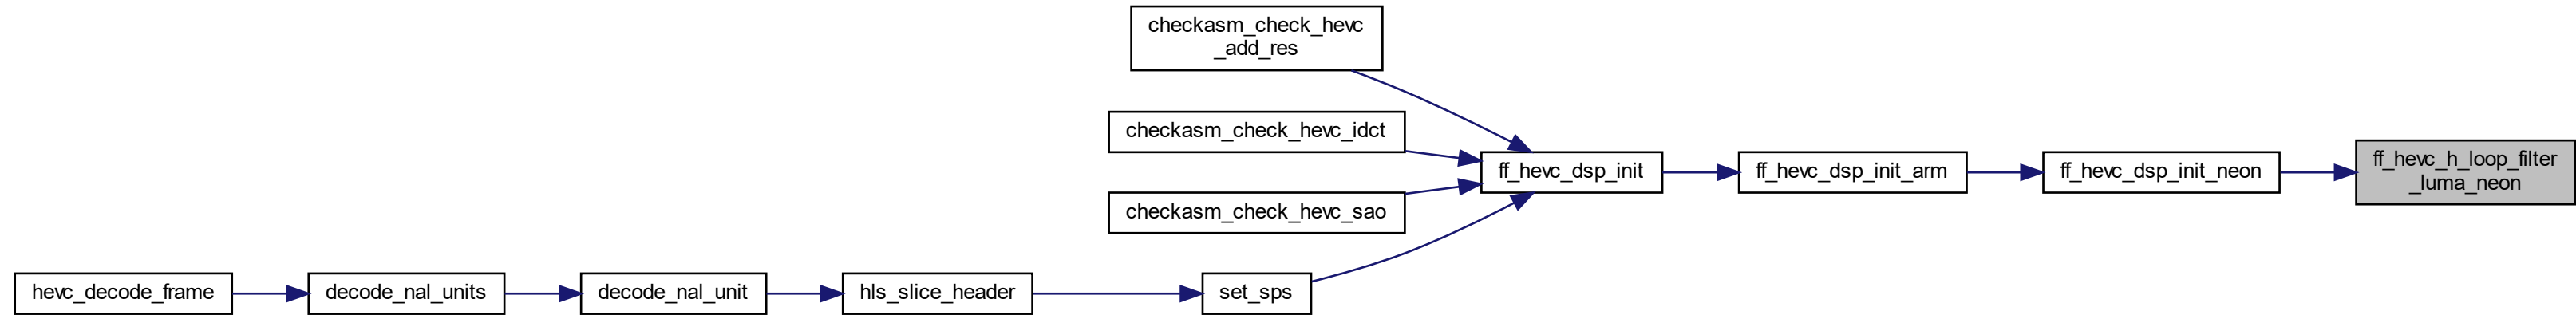 checkasm_check_hevc
_add_res
checkasm_check_hevc_idct
checkasm_check_hevc_sao
ff_hevc_dsp_init
ff_hevc_dsp_init_arm
ff_hevc_dsp_init_neon
ff_hevc_h_loop_filter
_luma_neon
hevc_decode_frame
decode_nal_units
decode_nal_unit
hls_slice_header
set_sps